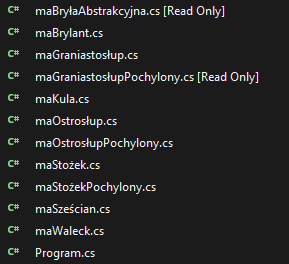 C# maBryłaAbstrakcyjna.cs [Read Only]
C# maBrylant.cs
C# maGraniastosłup.cs
C# maGraniastosłupPochylony.cs [Read Only]
C# maKula.cs
C# maOstrosłup.cs
C# maOstrosłupPochylony.cs
C# maStożek.cs
C# maStożekPochylony.cs
C# maSześcian.cs
C# maWaleck.cs
C# Program.cs